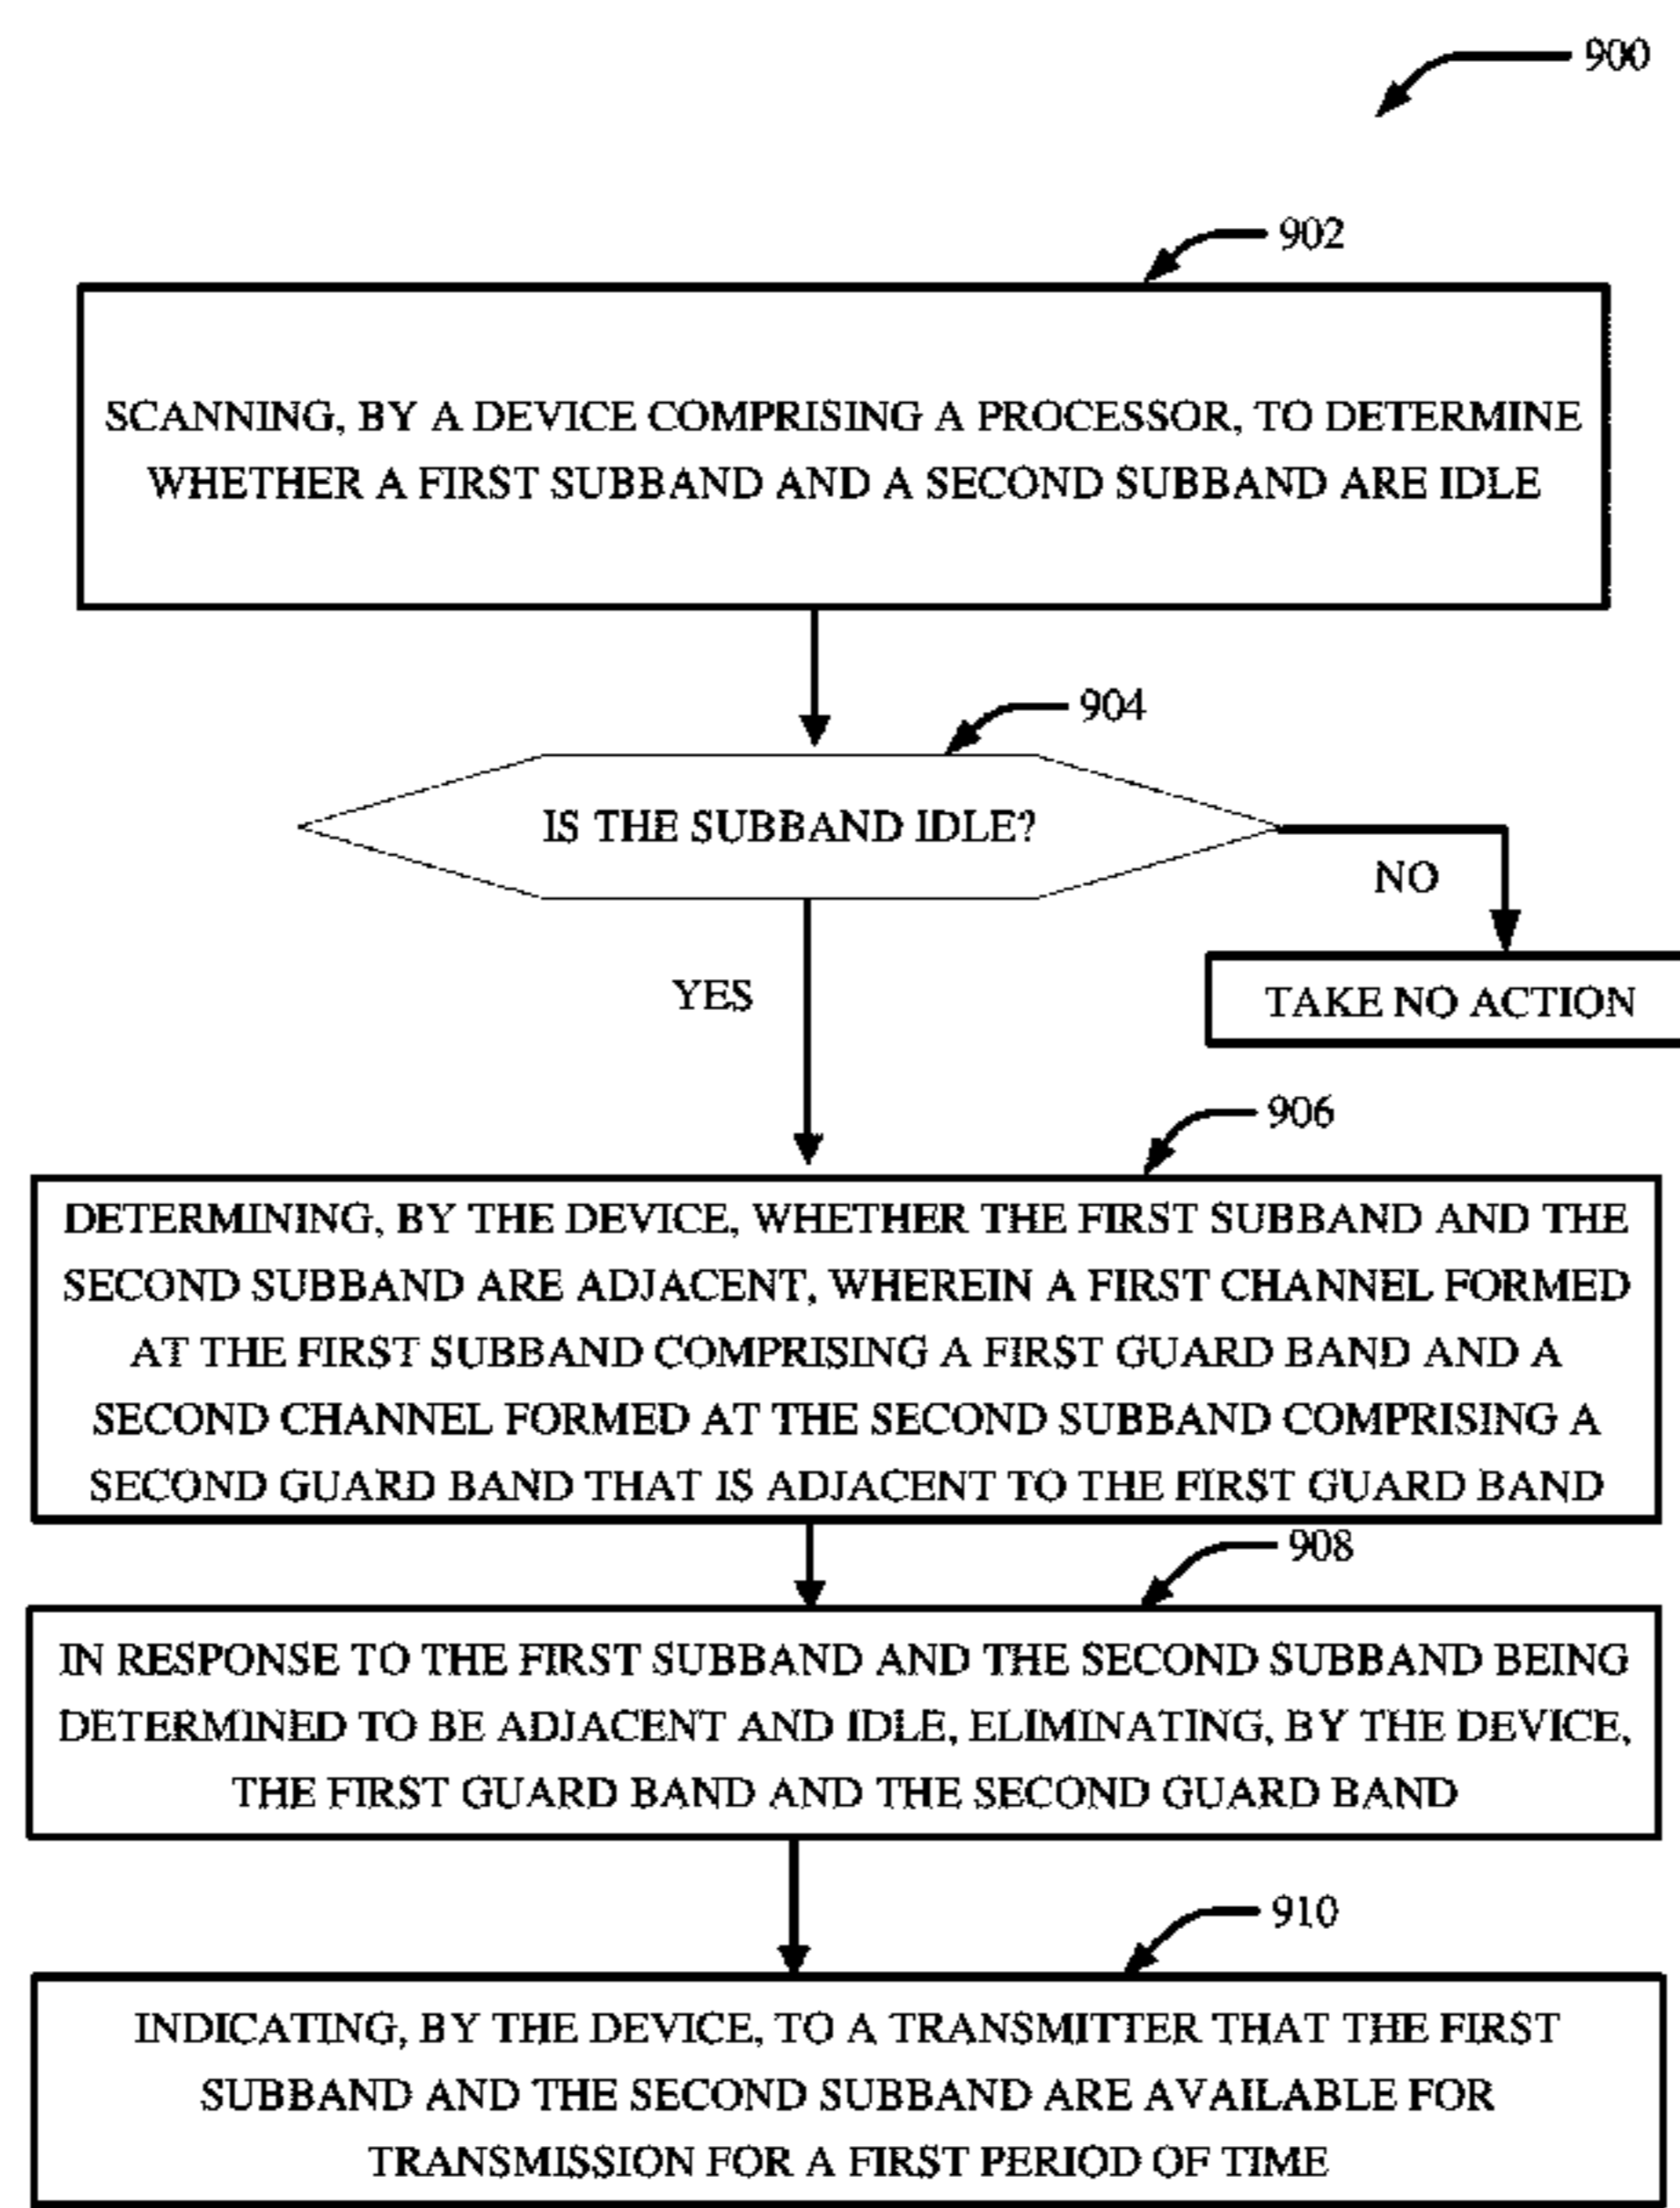 900
902
SCANNING, BY A DEVICE COMPRISING A PROCESSOR, TO DETERMINE
WHETHER A FIRST SUBBAND AND A SECOND SUBBAND ARE IDLE
904
IS THE SUBBAND IDLE?
NO
YES
TAKE NO ACTION
906
DETERMINING, BY THE DEVICE, WHETHER THE FIRST SUBBAND AND THE
SECOND SUBBAND ARE ADJACENT, WHEREIN A FIRST CHANNEL FORMED
AT THE FIRST SUBBAND COMPRISING A FIRST GUARD BAND AND A
SECOND CHANNEL FORMED AT THE SECOND SUBBAND COMPRISING A
SECOND GUARD BAND THAT IS ADJACENT TO THE FIRST GUARD BAND
908
IN RESPONSE TO THE FIRST SUBBAND AND THE SECOND SUBBAND BEING
DETERMINED TO BE ADJACENT AND IDLE, ELIMINATING, BY THE DEVICE,
THE FIRST GUARD BAND AND THE SECOND GUARD BAND
910
INDICATING, BY THE DEVICE, TO A TRANSMITTER THAT THE FIRST
SUBBAND AND THE SECOND SUBBAND ARE AVAILABLE FOR
TRANSMISSION FOR A FIRST PERIOD OF TIME